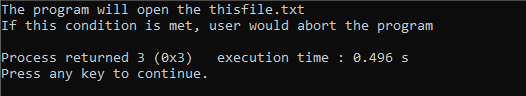 The program will open the thisfile.txt
If this condition is met, user would abort the program
Process returned 3 (0x3)   execution time : 0.496 s
Press any key to continue.